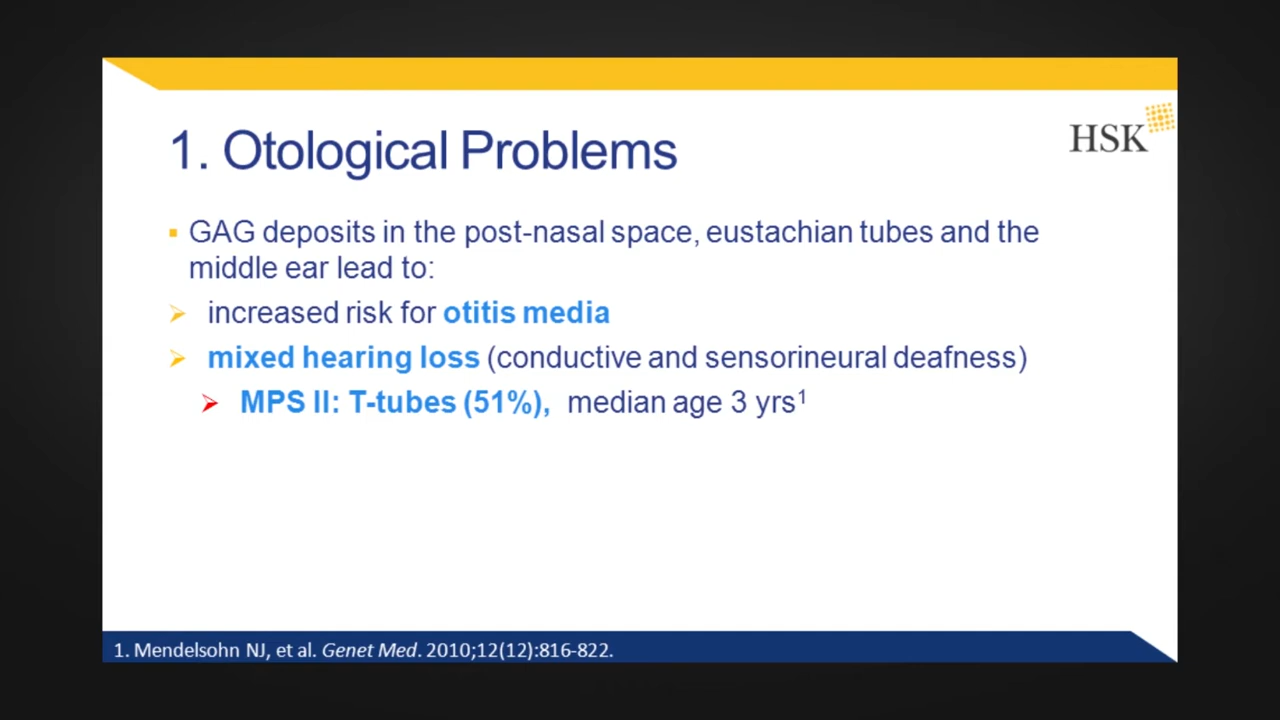 1. Otological Problems
HSK
GAG deposits in the post-nasal space, eustachian tubes and the
middle ear lead to:
increased risk for otitis media
mixed hearing loss (conductive and sensorineural deafness)
MPS II: T-tubes (51%), median age 3 yrs¹
1. Mendelsohn NJ, et al. Genet Med. 2010;12(12):816-822.